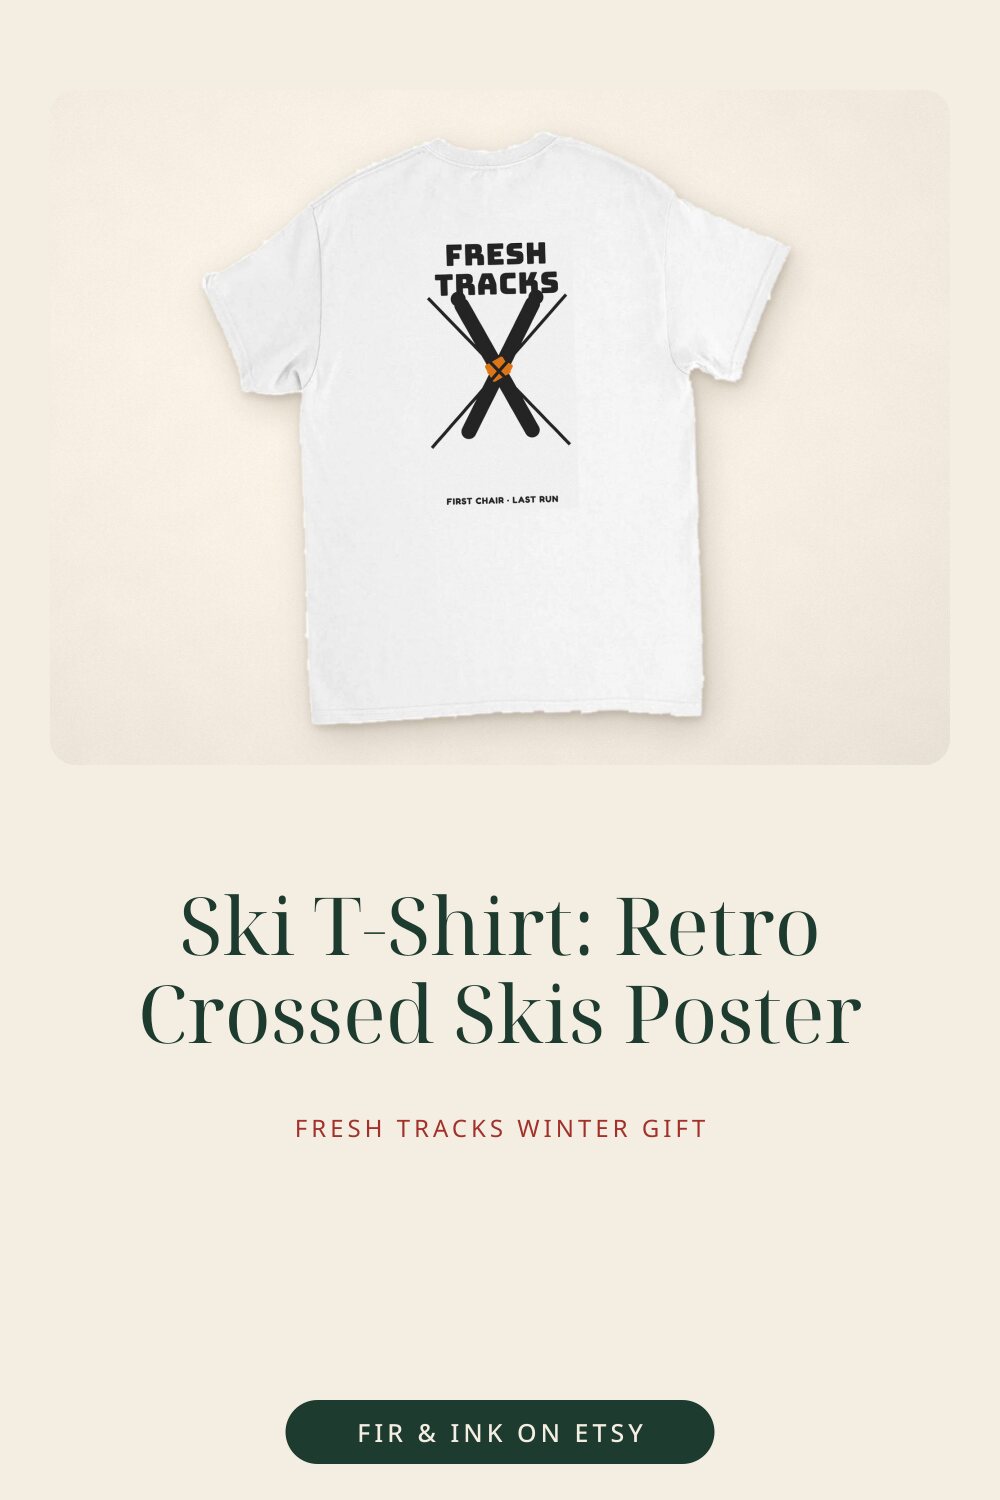 FRESH
TRACKS
FIRST CHAIR · LAST RUN
Ski T-Shirt: Retro
Crossed Skis Poster
FRESH TRACKS WINTER GIFT
FIR & INK ON ETSY